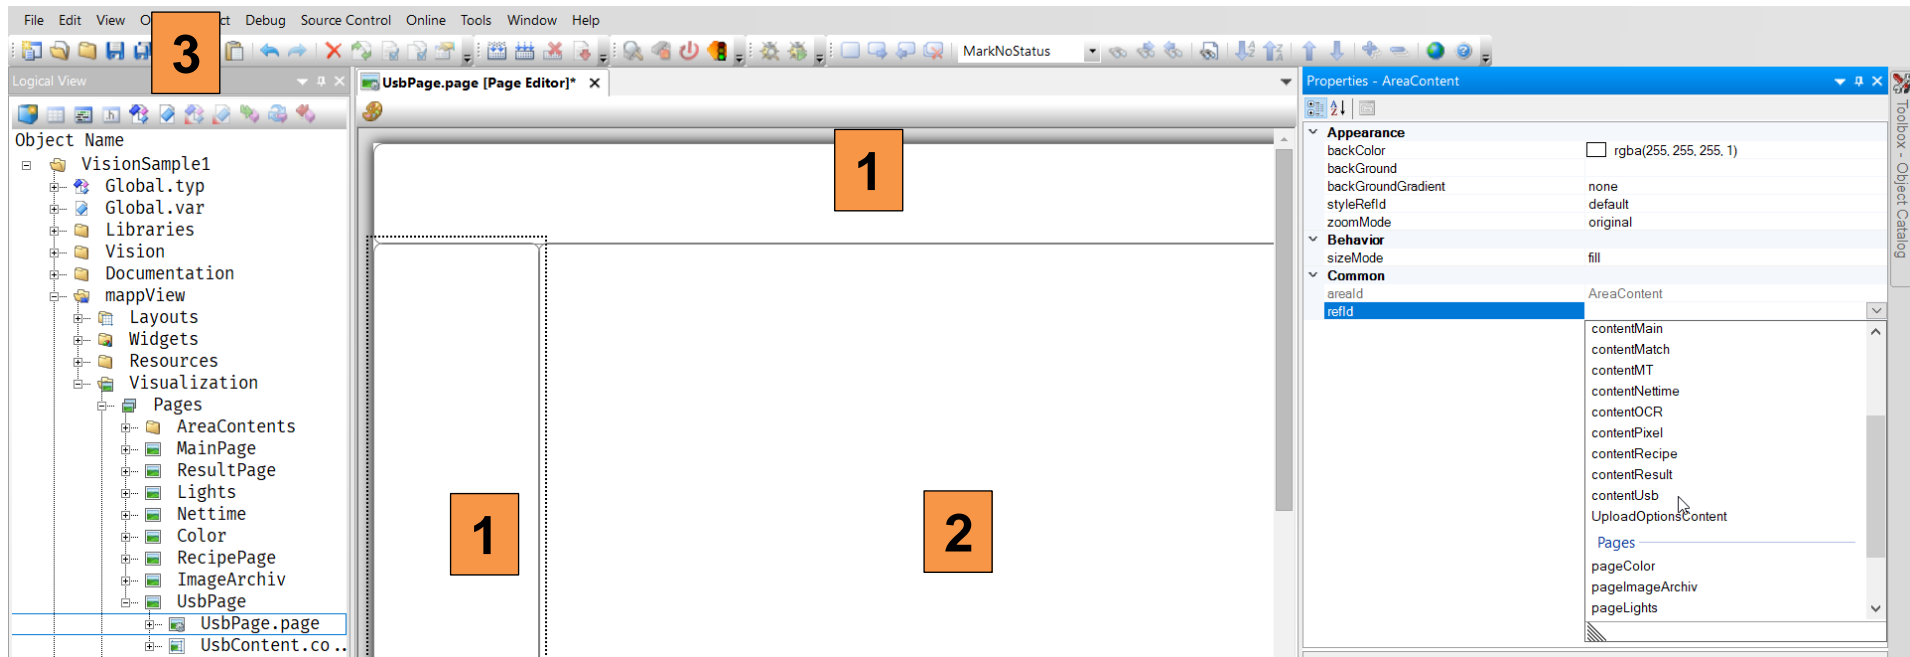 File Edit View O ct Debug Source Control Online Tools Window Help
3
MarkNoStatus
Logical View
Object Name
VisionSample1
Global.typ
Global.var
Libraries
Vision
Documentation
mappView
Layouts
Widgets
Resources
Visualization
Pages
AreaContents
MainPage
ResultPage
Lights
Nettime
Color
RecipePage
ImageArchiv
UsbPage
UsbPage.page
UsbContent.co..
UsbPage.page [Page Editor]* X
1
1
2
Properties - AreaContent
Appearance
backColor rgba(255, 255, 255, 1)
backGround
backGroundGradient none
styleRefId default
zoomMode original
Behavior
sizeMode fill
Common
areaId AreaContent
refId
contentMain
contentMatch
contentMT
contentNettime
contentOCR
contentPixel
contentRecipe
contentResult
contentUsb
UploadOptionsContent
Pages
pageColor
pageImageArchiv
pageLights
Toolbox - Object Catalog